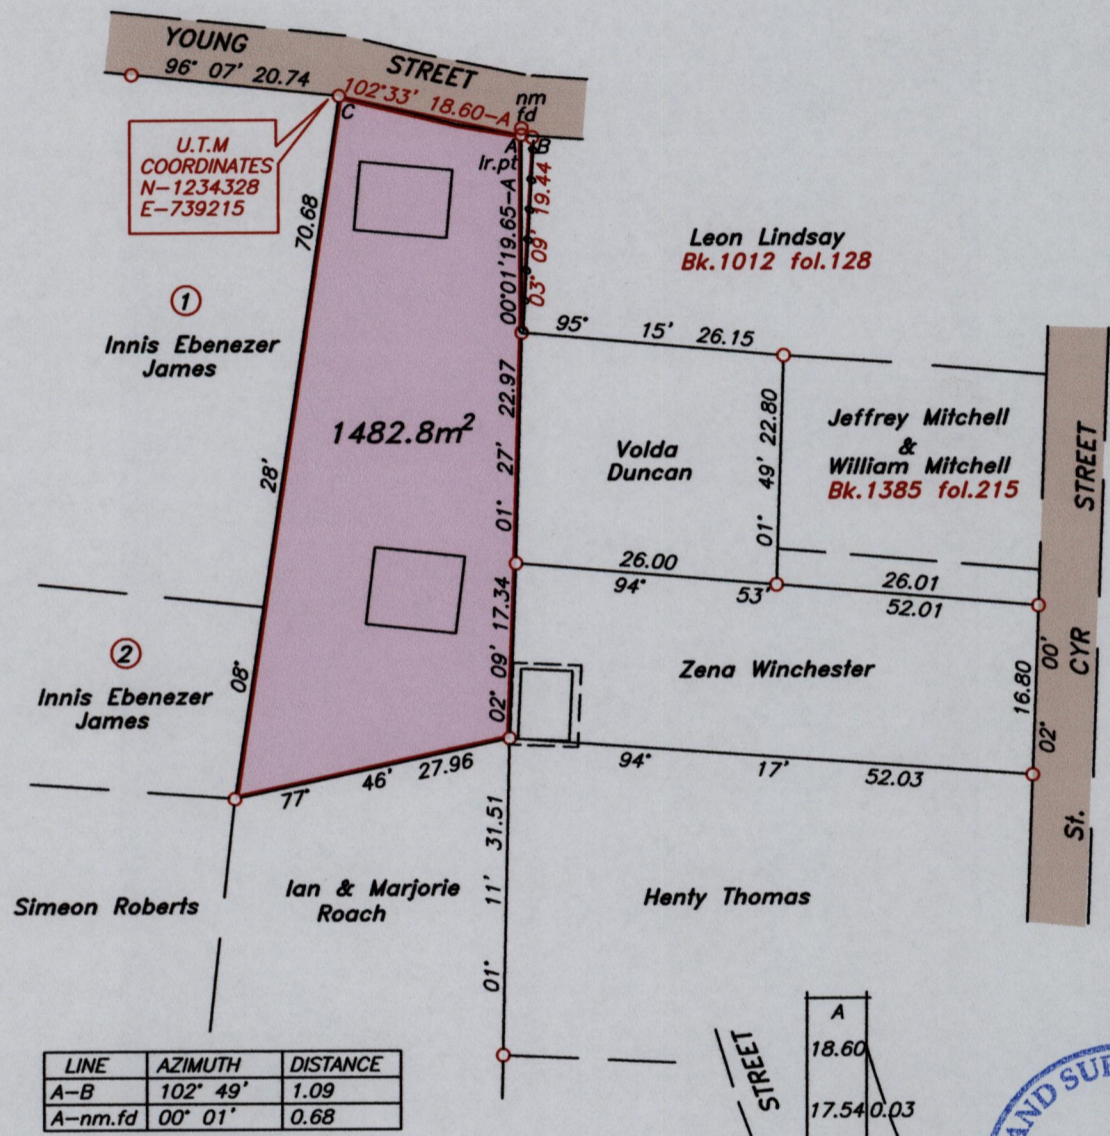 YOUNG
STREET
96° 07' 20.74
102°33' 18.60-A
nm
fd
C
A
B
Ir.pt
U.T.M
COORDINATES
N-1234328
E-739215
70.68
28'
08°
00°01'19.65-A
03° 09' 19.44
Leon Lindsay
Bk.1012 fol.128
1
Innis Ebenezer
James
95° 15' 26.15
1482.8m²
01° 27' 22.97
Volda
Duncan
01° 49' 22.80
Jeffrey Mitchell
&
William Mitchell
Bk.1385 fol.215
St. CYR STREET
26.00
94° 53'
26.01
52.01
02° 09' 17.34
2
Innis Ebenezer
James
Zena Winchester
02° 00'
16.80
77° 46' 27.96
94° 17' 52.03
01° 11' 31.51
Simeon Roberts
Ian & Marjorie
Roach
Henty Thomas
LINE AZIMUTH DISTANCE
A-B 102° 49' 1.09
A-nm.fd 00° 01' 0.68
STREET
A
18.60
17.54 0.03